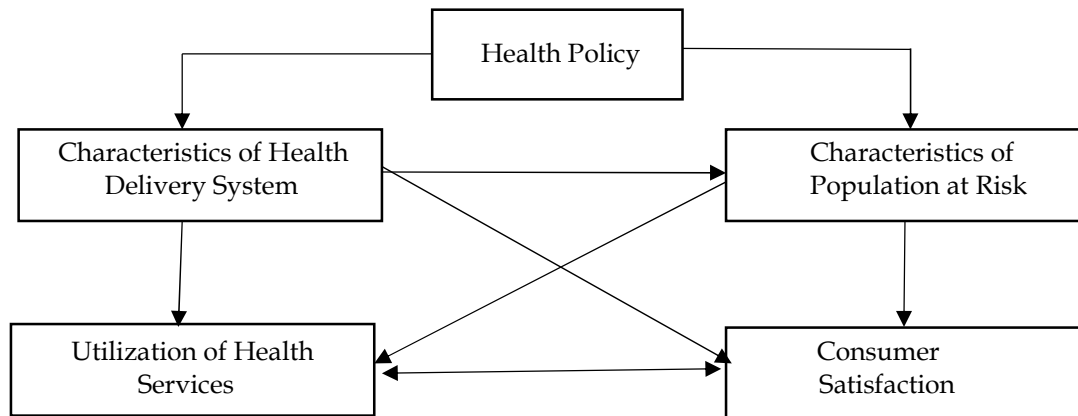 Health Policy
Characteristics of Health
Delivery System
Characteristics of
Population at Risk
Utilization of Health
Services
Consumer
Satisfaction